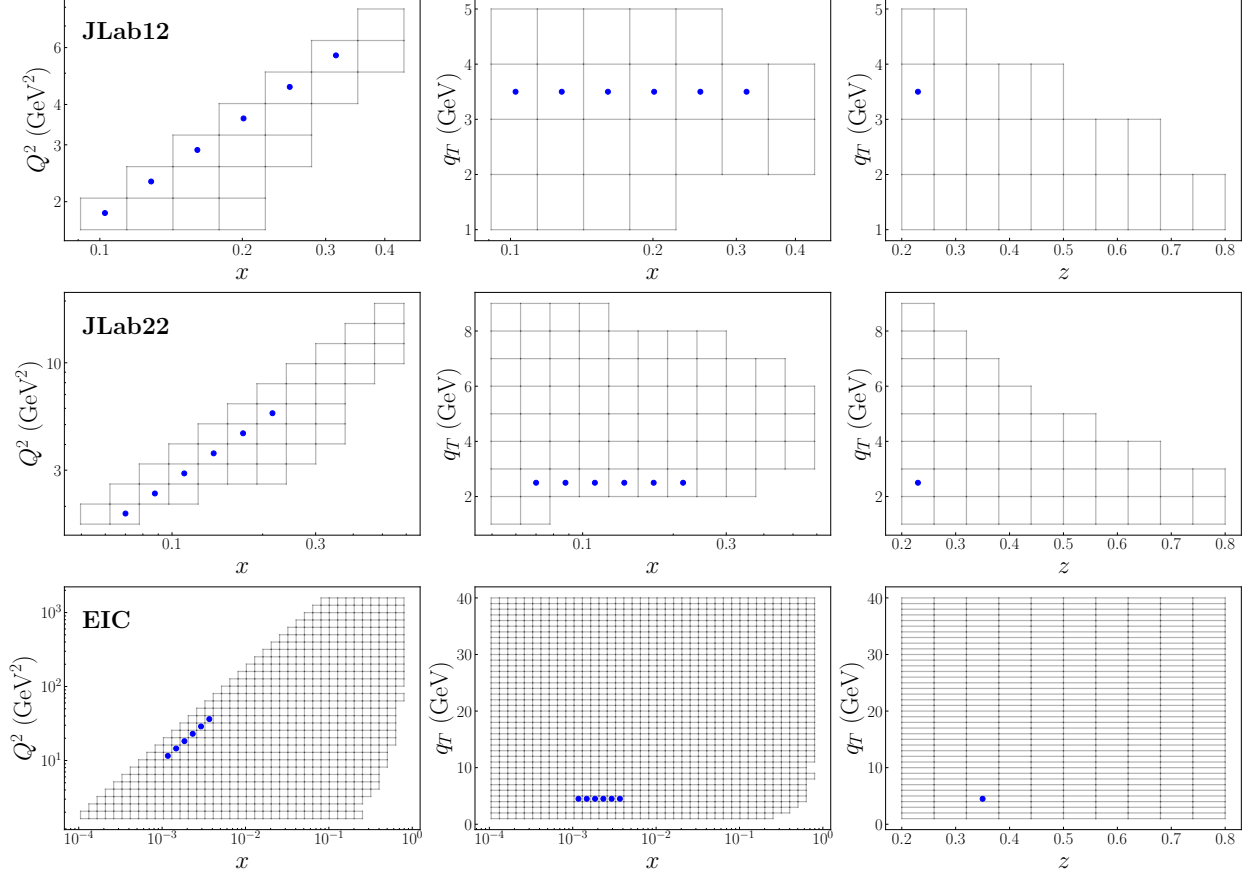 JLab12
Q² (GeV²)
6
4
3
2
0.1 0.2 0.3 0.4
x
q_T (GeV)
5
4
3
2
1
0.1 0.2 0.3 0.4
x
q_T (GeV)
5
4
3
2
1
0.2 0.3 0.4 0.5 0.6 0.7 0.8
z
JLab22
Q² (GeV²)
10
3
0.1 0.3
x
q_T (GeV)
8
6
4
2
0.1 0.3
x
q_T (GeV)
8
6
4
2
0.2 0.3 0.4 0.5 0.6 0.7 0.8
z
EIC
Q² (GeV²)
10³
10²
10¹
10⁻⁴ 10⁻³ 10⁻² 10⁻¹ 10⁰
x
q_T (GeV)
40
30
20
10
0
10⁻⁴ 10⁻³ 10⁻² 10⁻¹ 10⁰
x
q_T (GeV)
40
30
20
10
0
0.2 0.3 0.4 0.5 0.6 0.7 0.8
z